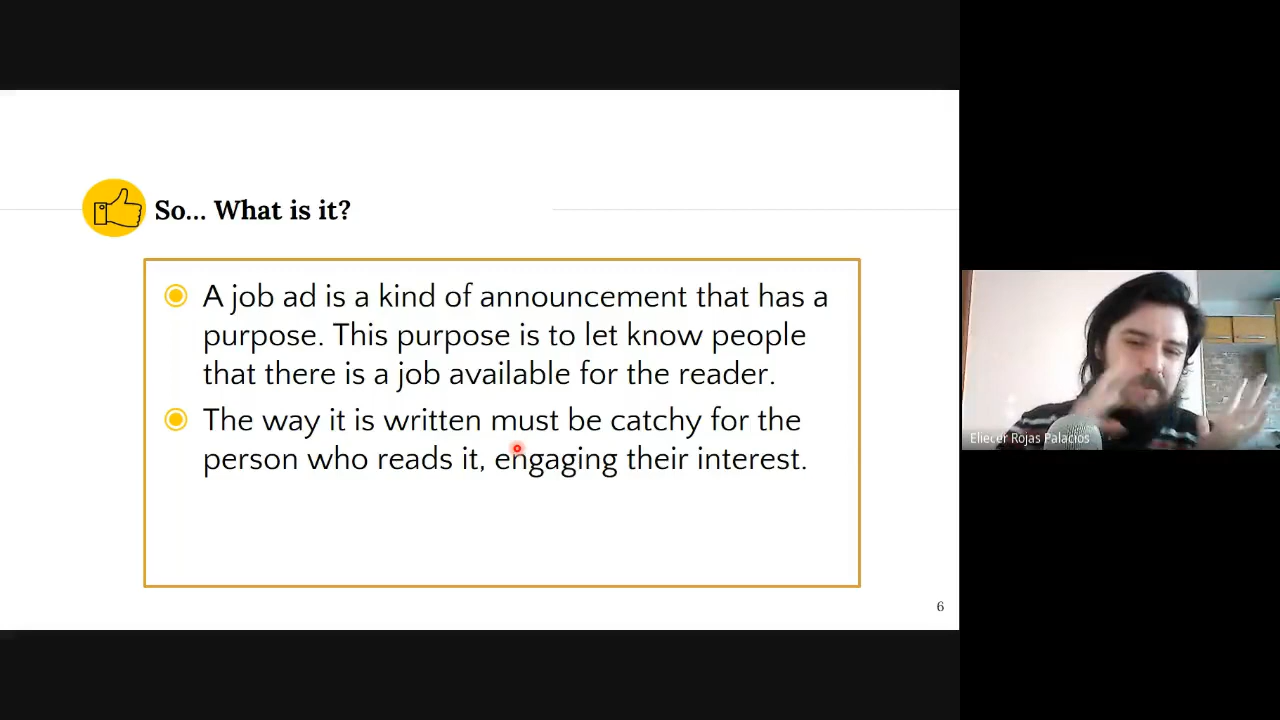 So... What is it?
A job ad is a kind of announcement that has a
purpose. This purpose is to let know people
that there is a job available for the reader.
The way it is written must be catchy for the
person who reads it, engaging their interest.
6
Eliecer Rojas Palacios